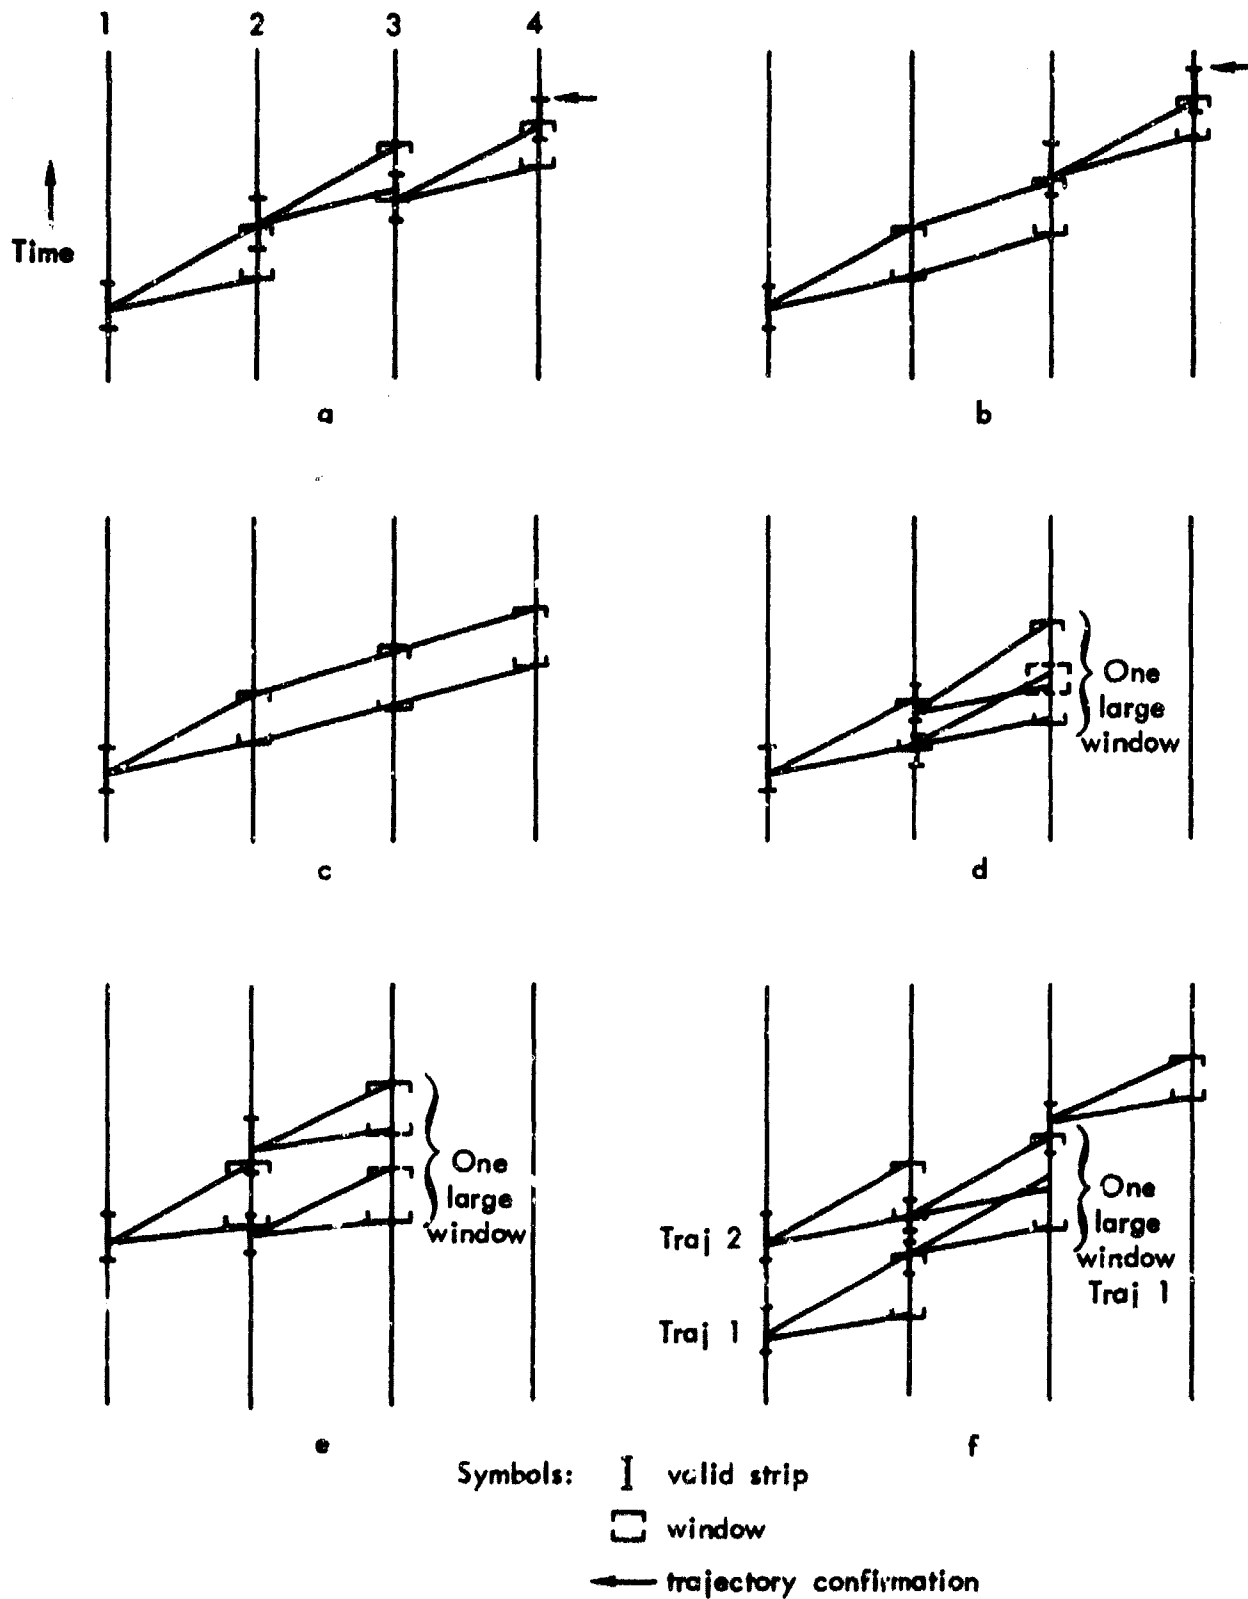 1 2 3 4
Time
a
b
c
One
large
window
d
One
large
window
e
Traj 2
Traj 1
One
large
window
Traj 1
f
Symbols: valid strip
window
trajectory confirmation